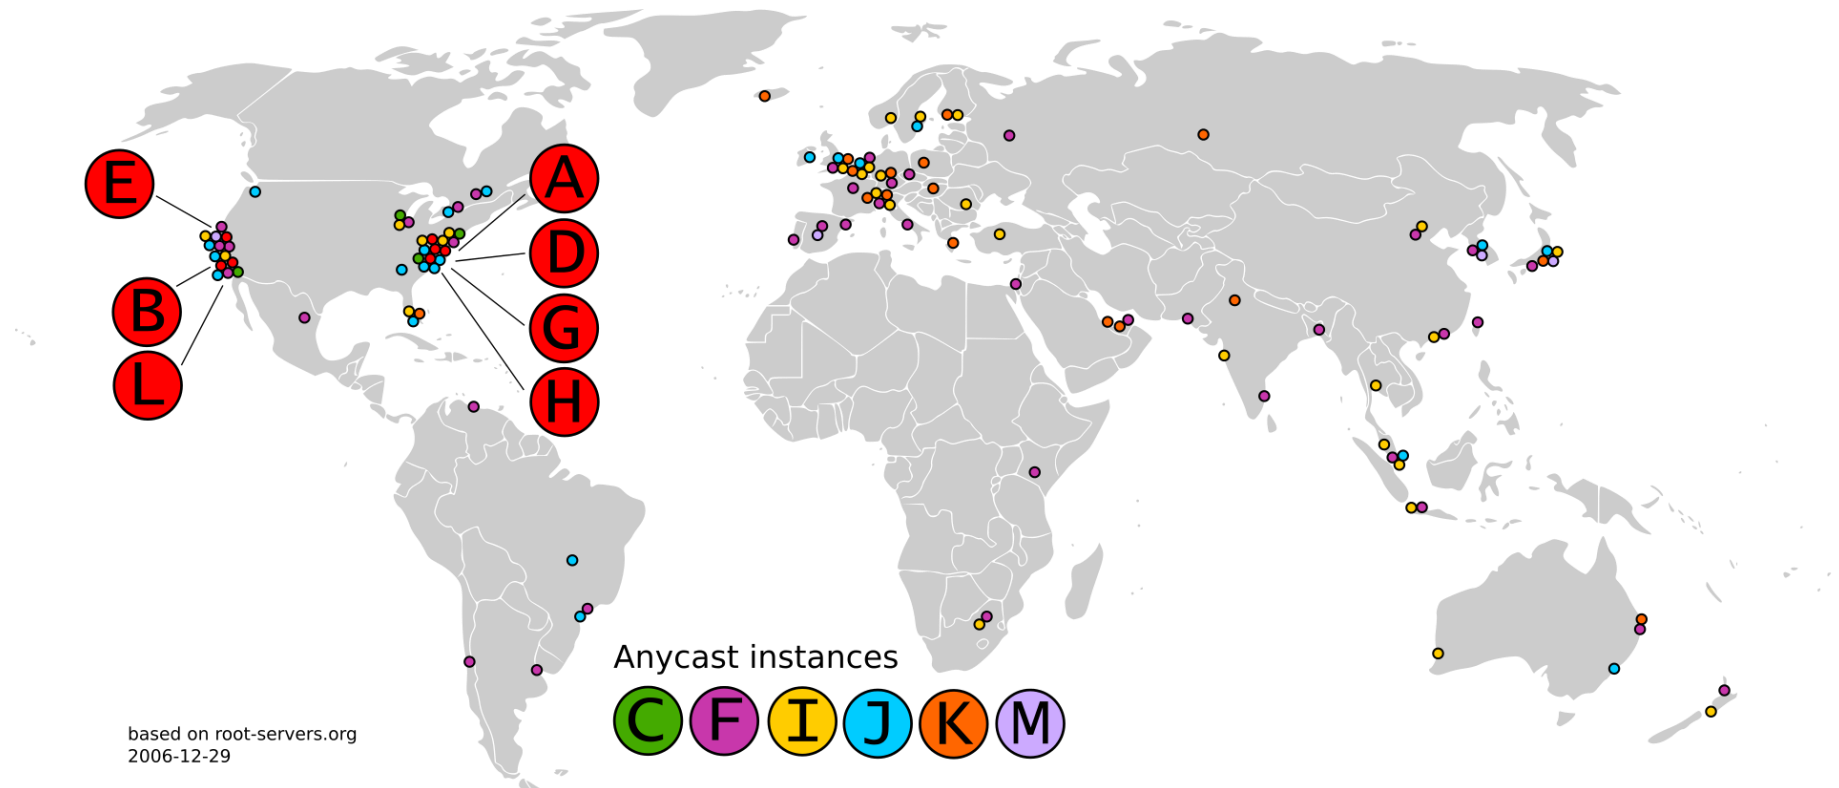 E
A
D
B
G
L
H
Anycast instances
C F I J K M
based on root-servers.org
2006-12-29